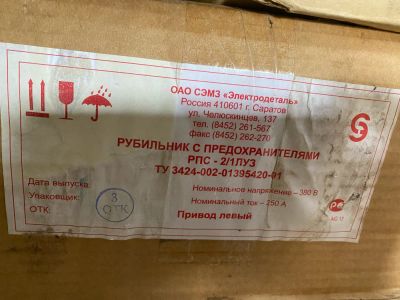 ОАО СЭМЗ «Электродеталь»
Россия 410601 г. Саратов
ул. Челюскинцев, 137
тел. (8452) 261-567
факс (8452) 262-270
РУБИЛЬНИК С ПРЕДОХРАНИТЕЛЯМИ
РПС - 2/1ЛУЗ
ТУ 3424-002-01395420-01
Дата выпуска:
Упаковщик:
ОТК:
3
ОТК
Номинальное напряжение – 380 В
Номинальный ток – 250 А
Привод левый